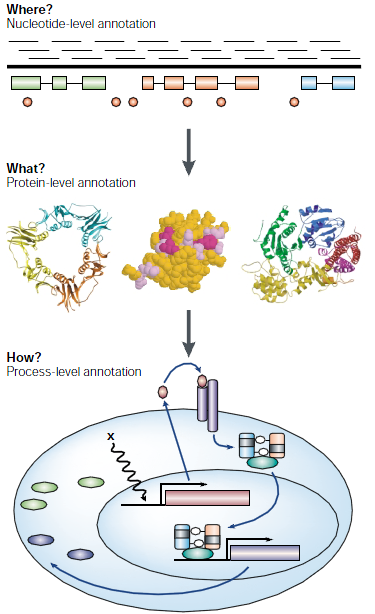 Where?
Nucleotide-level annotation
What?
Protein-level annotation
How?
Process-level annotation
x